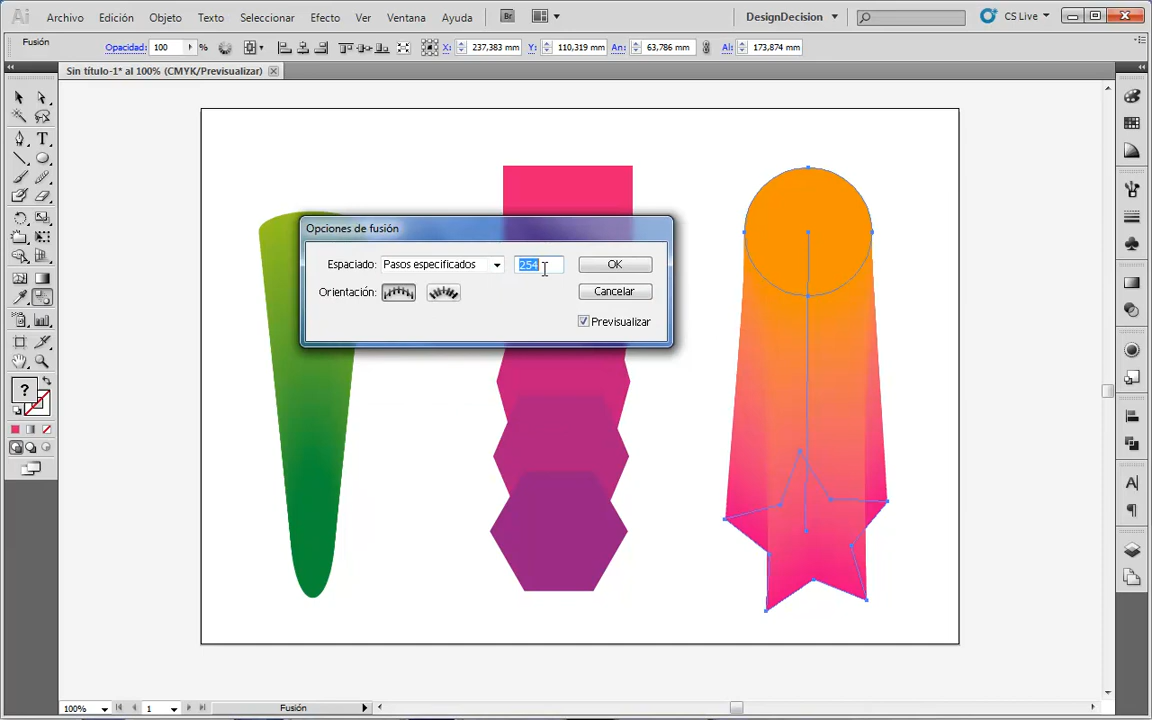 Ai Archivo Edición Objeto Texto Seleccionar Efecto Ver Ventana Ayuda Br DesignDecision CS Live
Fusión Opacidad: 100 % X: 237,383 mm Y: 110,319 mm An: 63,786 mm Al: 173,874 mm
Sin título-1* al 100% (CMYK/Previsualizar)
Opciones de fusión
Espaciado: Pasos especificados 254 OK
Orientación: Cancelar
Previsualizar
100% 1 Fusión